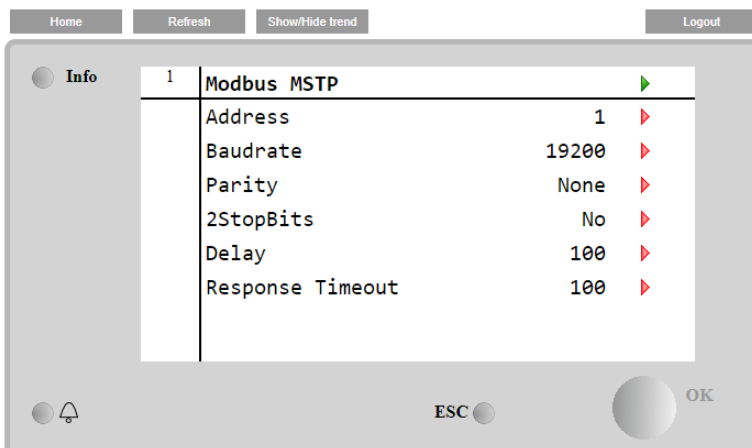 Home Refresh Show/Hide trend Logout
Info
1 Modbus MSTP
Address 1
Baudrate 19200
Parity None
2StopBits No
Delay 100
Response Timeout 100
ESC OK